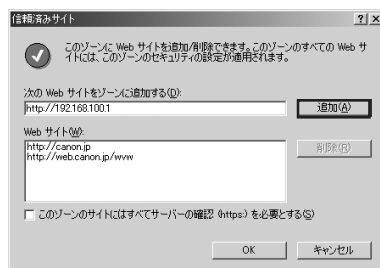 信頼済みサイト
このゾーンに Web サイトを追加/削除できます。このゾーンのすべての Web サ
イトには、このゾーンのセキュリティの設定が適用されます。
次の Web サイトをゾーンに追加する(D):
http://192.168.100.1
追加(A)
Web サイト(W):
http://canon.jp
http://web.canon.jp/wvw
削除(R)
このゾーンのサイトにはすべてサーバーの確認 (https:) を必要とする(S)
OK
キャンセル